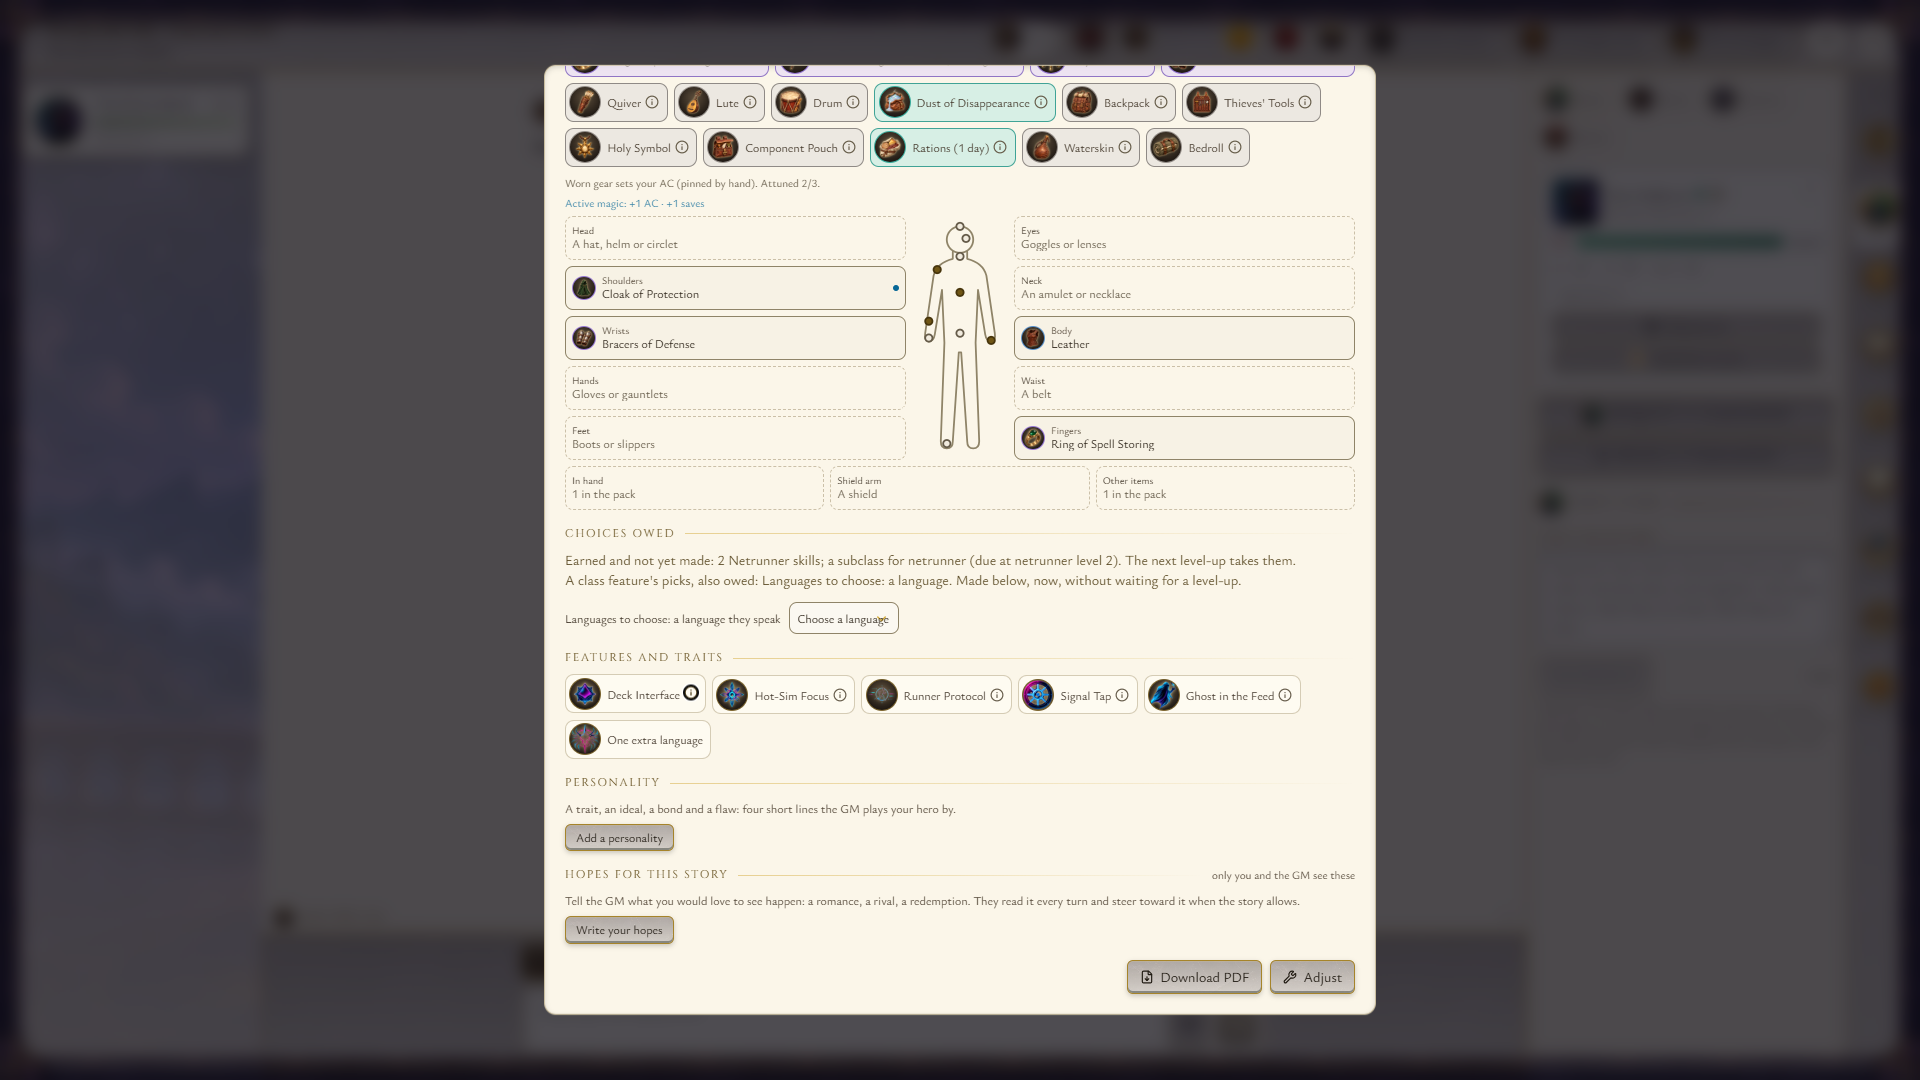 Quiver Lute Drum Dust of Disappearance Backpack Thieves' Tools
Holy Symbol Component Pouch Rations (1 day) Waterskin Bedroll
Worn gear sets your AC (pinned by hand). Attuned 2/3.
Active magic: +1 AC · +1 saves
Head
A hat, helm or circlet
Eyes
Goggles or lenses
Shoulders
Cloak of Protection
Neck
An amulet or necklace
Wrists
Bracers of Defense
Body
Leather
Hands
Gloves or gauntlets
Waist
A belt
Feet
Boots or slippers
Fingers
Ring of Spell Storing
In hand
1 in the pack
Shield arm
A shield
Other items
1 in the pack
CHOICES OWED
Earned and not yet made: 2 Netrunner skills; a subclass for netrunner (due at netrunner level 2). The next level-up takes them.
A class feature's picks, also owed: Languages to choose: a language. Made below, now, without waiting for a level-up.
Languages to choose: a language they speak Choose a language
FEATURES AND TRAITS
Deck Interface Hot-Sim Focus Runner Protocol Signal Tap Ghost in the Feed
One extra language
PERSONALITY
A trait, an ideal, a bond and a flaw: four short lines the GM plays your hero by.
Add a personality
HOPES FOR THIS STORY only you and the GM see these
Tell the GM what you would love to see happen: a romance, a rival, a redemption. They read it every turn and steer toward it when the story allows.
Write your hopes
Download PDF Adjust